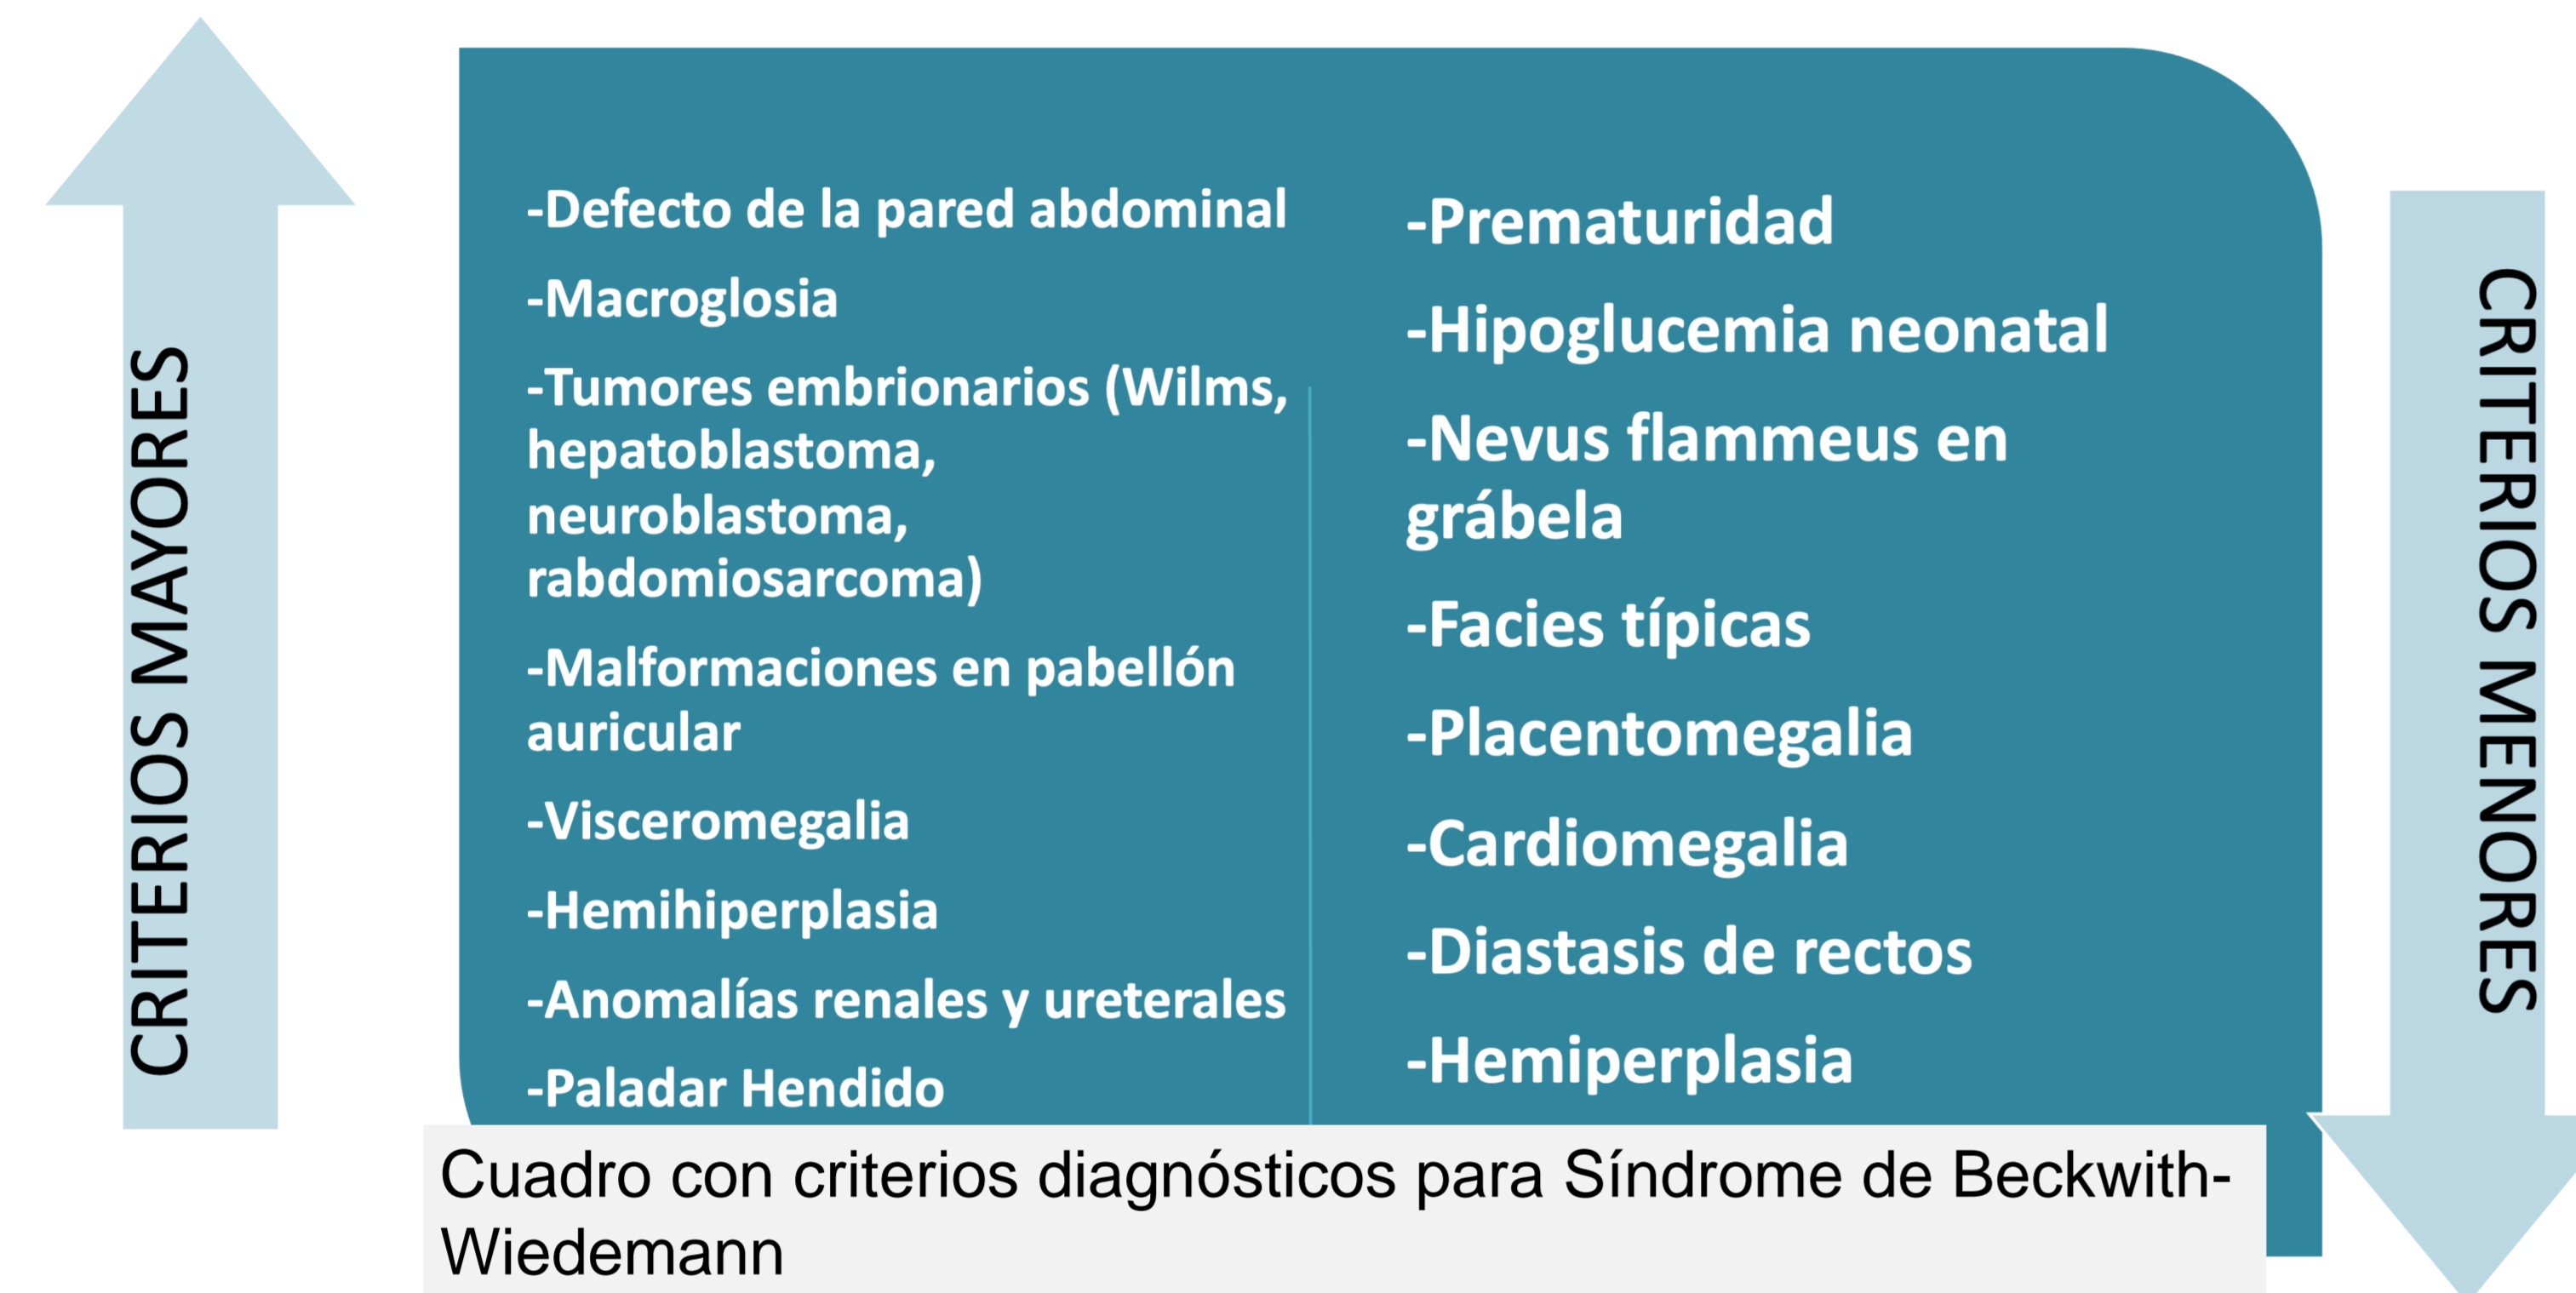 CRITERIOS MAYORES
-Defecto de la pared abdominal
-Macroglosia
-Tumores embrionarios (Wilms,
hepatoblastoma,
neuroblastoma,
rabdomiosarcoma)
-Malformaciones en pabellón
auricular
-Visceromegalia
-Hemihiperplasia
-Anomalías renales y ureterales
-Paladar Hendido
-Prematuridad
-Hipoglucemia neonatal
-Nevus flammeus en
grábela
-Facies típicas
-Placentomegalia
-Cardiomegalia
-Diastasis de rectos
-Hemiperplasia
CRITERIOS MENORES
Cuadro con criterios diagnósticos para Síndrome de Beckwith-
Wiedemann